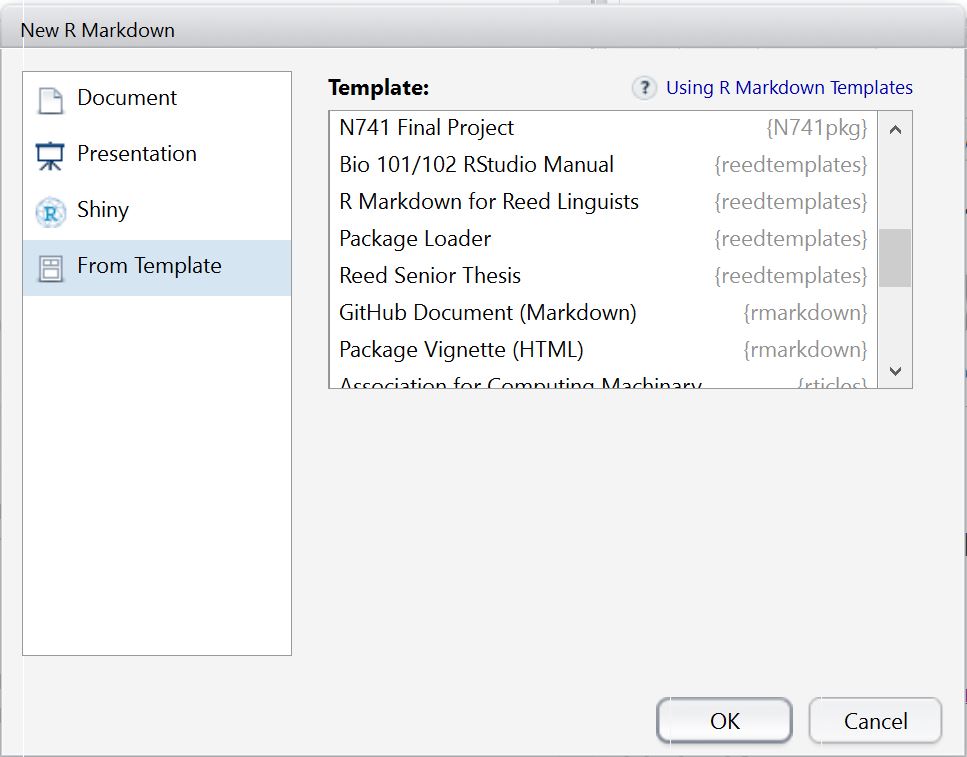 New R Markdown
Document
Presentation
Shiny
From Template
Template:
? Using R Markdown Templates
N741 Final Project {N741pkg}
Bio 101/102 RStudio Manual {reedtemplates}
R Markdown for Reed Linguists {reedtemplates}
Package Loader {reedtemplates}
Reed Senior Thesis {reedtemplates}
GitHub Document (Markdown) {rmarkdown}
Package Vignette (HTML) {rmarkdown}
Association for Computing Machinary {rticles}
OK
Cancel